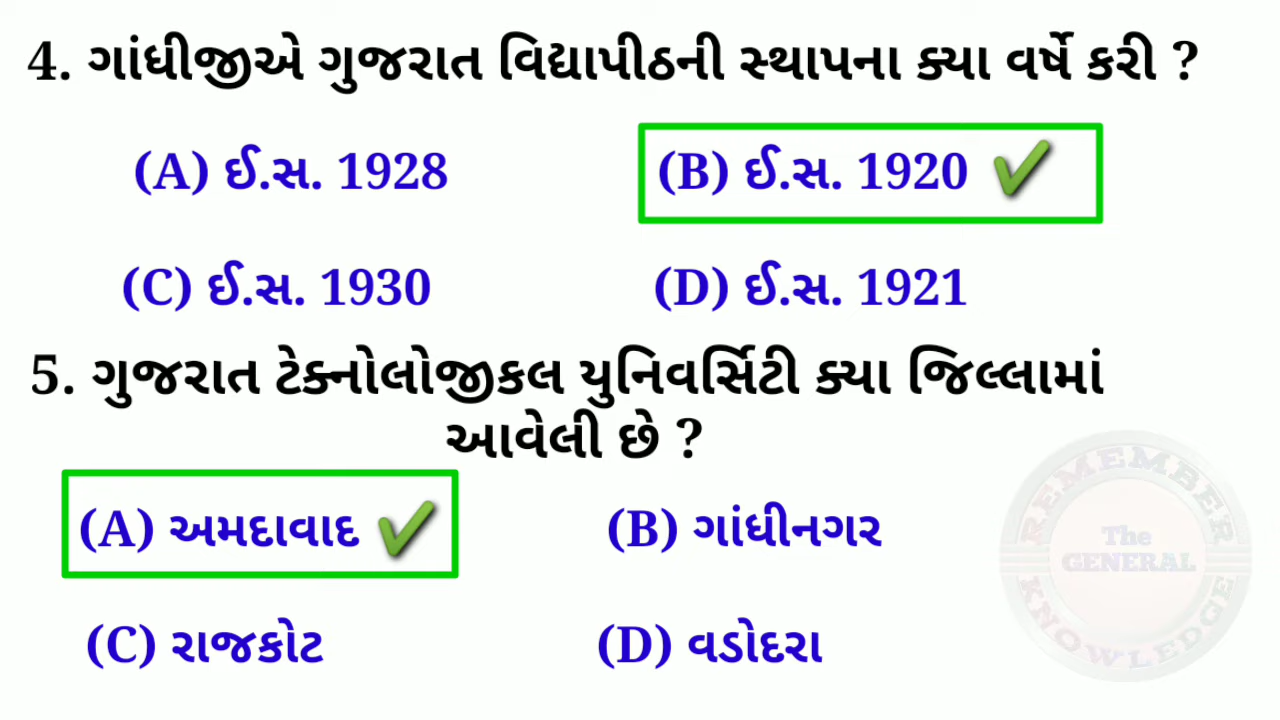 4. ગાંધીજીએ ગુજરાત વિદ્યાપીઠની સ્થાપના ક્યા વર્ષે કરી ?
(A) ઈ.સ. 1928
(B) ઈ.સ. 1920 ✔
(C) ઈ.સ. 1930
(D) ઈ.સ. 1921
5. ગુજરાત ટેક્નોલોજીકલ યુનિવર્સિટી ક્યા જિલ્લામાં
આવેલી છે ?
(A) અમદાવાદ ✔
(B) ગાંધીનગર
(C) રાજકોટ
(D) વડોદરા
REMEMBER
The
GENERAL
KNOWLEDGE